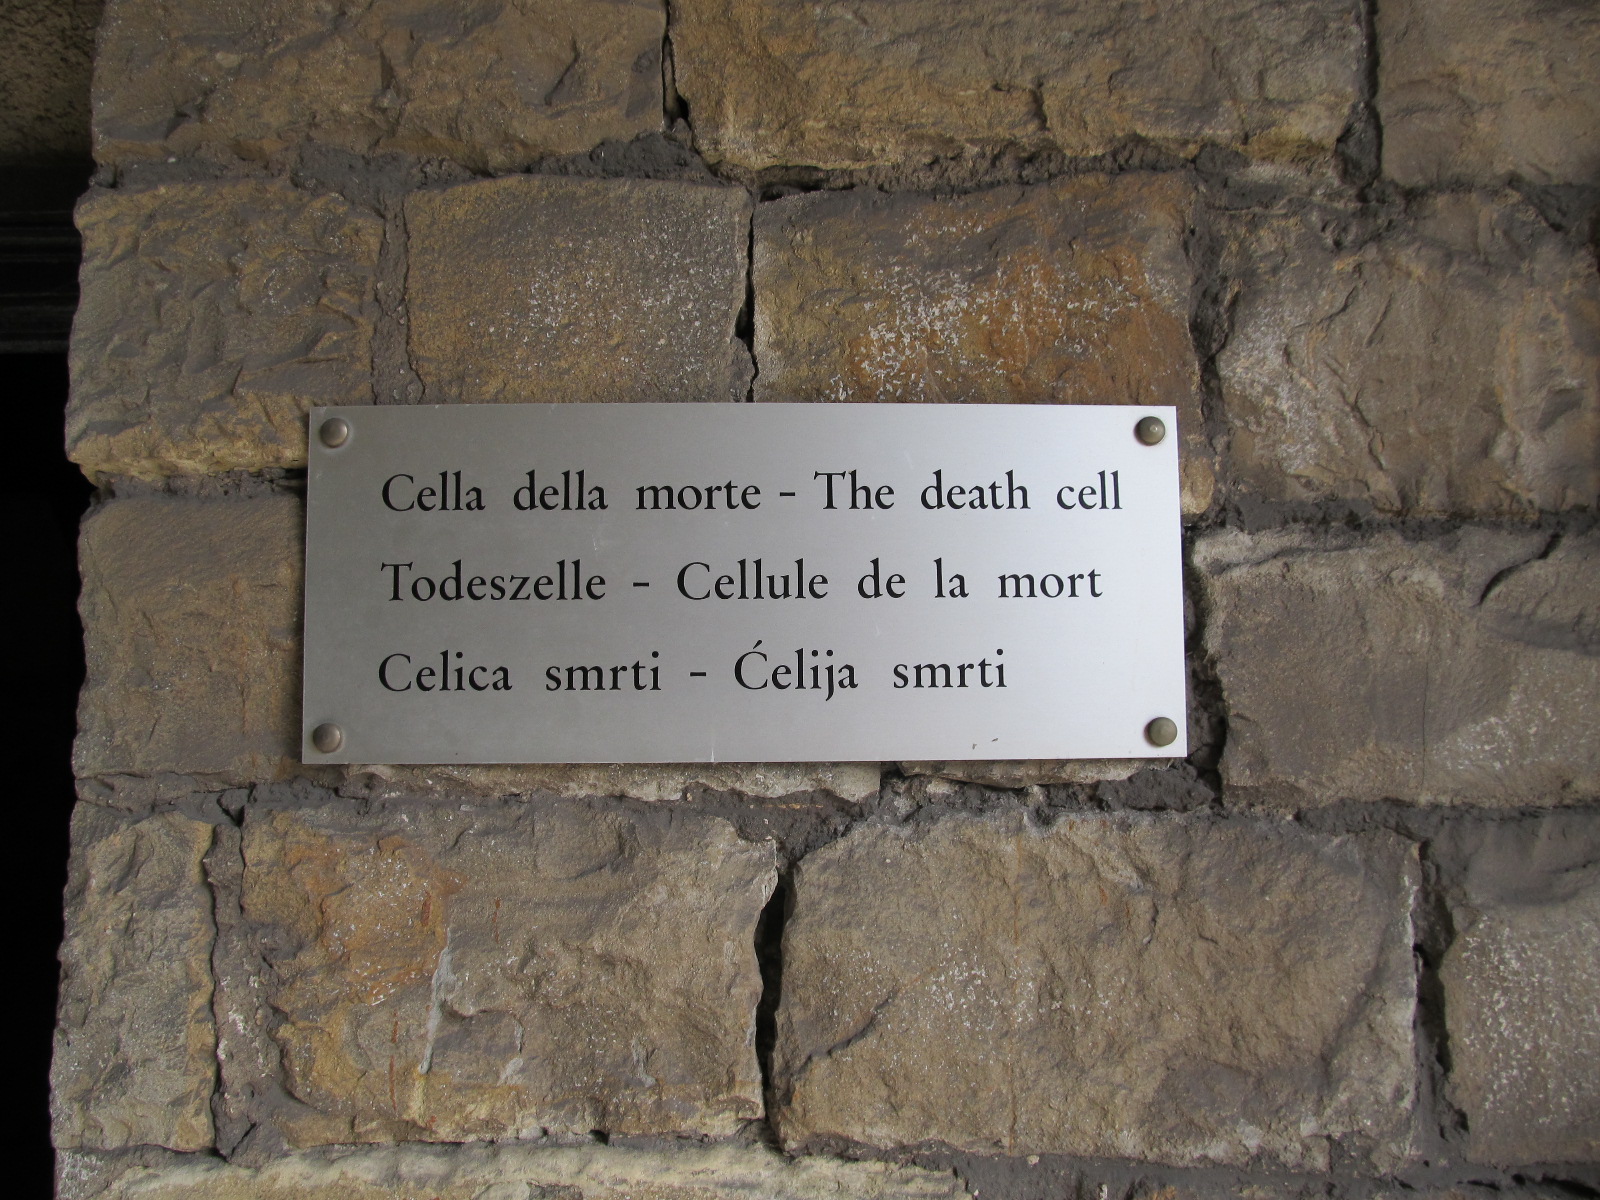 Cella della morte - The death cell
Todeszelle - Cellule de la mort
Celica smrti - Ćelija smrti